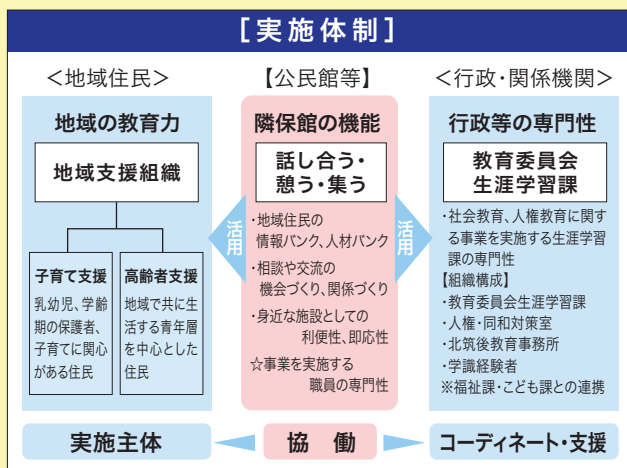 [実施体制]
<地域住民>
地域の教育力
地域支援組織
子育て支援
乳幼児、学齢
期の保護者、
子育てに関心
がある住民
高齢者支援
地域で共に生
活する青年層
を中心とした
住民
実施主体
活用
【公民館等】
隣保館の機能
話し合う・
憩う・集う
・地域住民の
情報バンク、人材バンク
・相談や交流の
機会づくり、関係づくり
・身近な施設としての
利便性、即応性
☆事業を実施する
職員の専門性
協働
活用
<行政・関係機関>
行政等の専門性
教育委員会
生涯学習課
・社会教育、人権教育に関す
る事業を実施する生涯学習
課の専門性
【組織構成】
・教育委員会生涯学習課
・人権・同和対策室
・北筑後教育事務所
・学識経験者
※福祉課・こども課との連携
コーディネート・支援